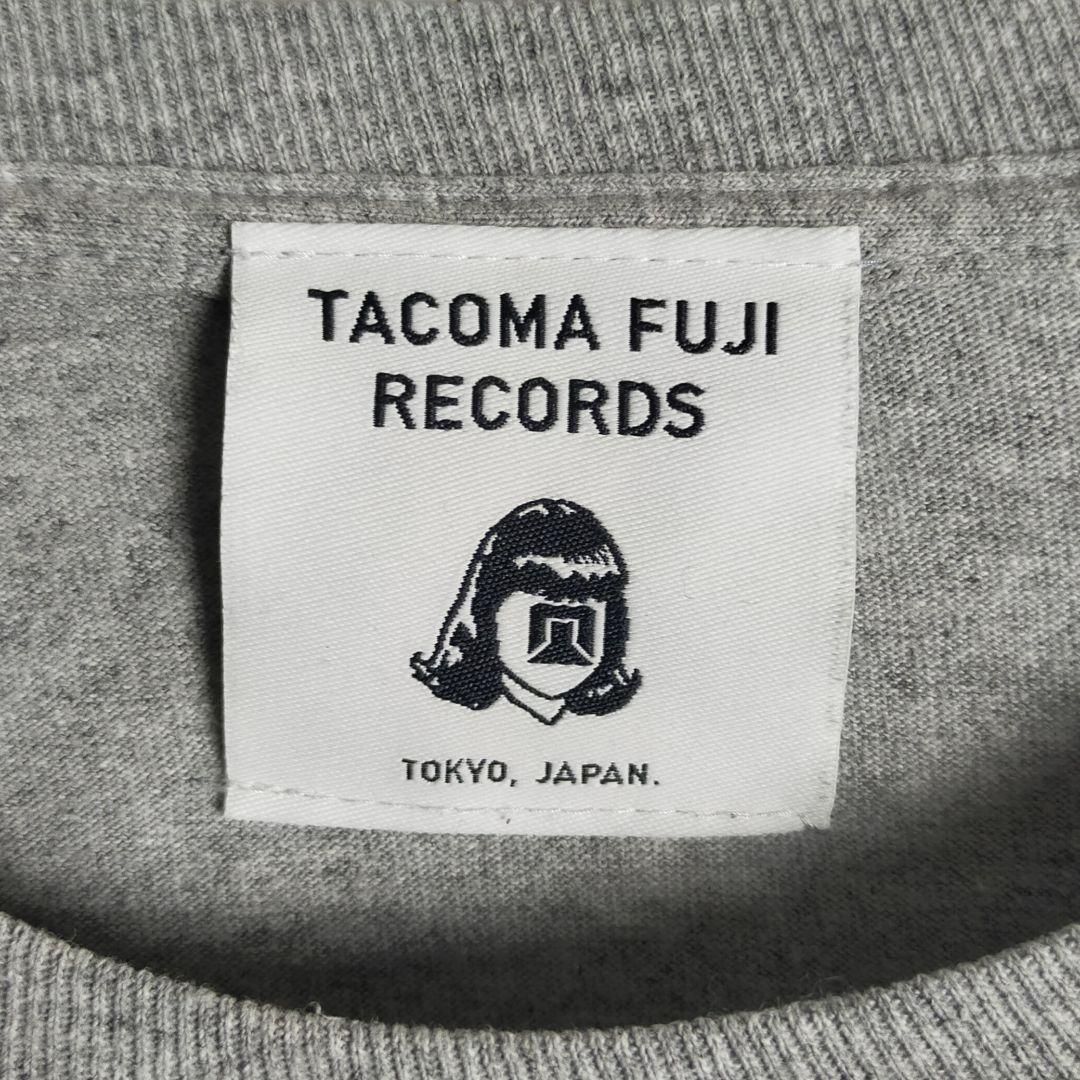 TACOMA FUJI
RECORDS
TOKYO, JAPAN.